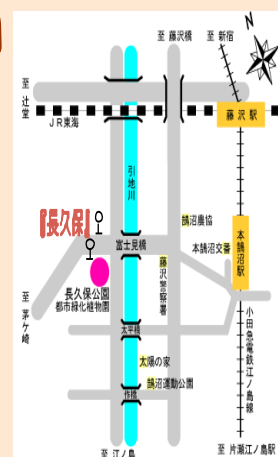 至 藤沢橋
至 新宿
N
至 辻堂
JR東海
藤沢駅
引地川
『長久保』
鵠沼農協
富士見橋
本鵠沼交番
本鵠沼駅
藤沢警察署
長久保公園
都市緑化植物園
至 茅ケ崎
太平橋
小田急電鉄江ノ島線
太陽の家
鵠沼運動公園
作橋
至 江ノ島
至 片瀬江ノ島駅